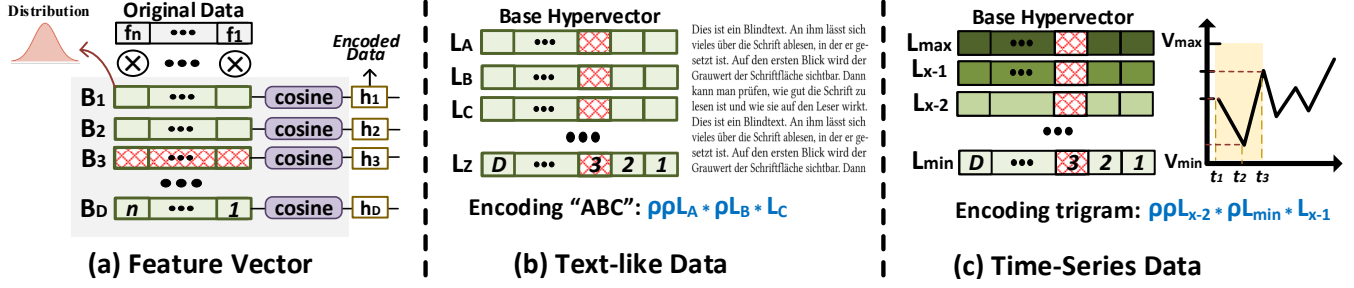 Distribution
Original Data
fn ••• f1
Encoded Data
B1 ••• cosine h1
B2 ••• cosine h2
B3 ••• cosine h3
•••
BD n ••• 1 cosine hD
(a) Feature Vector
Base Hypervector
LA •••
LB •••
LC •••
•••
LZ D ••• 3 2 1
Dies ist ein Blindtext. An ihm lässt sich
vieles über die Schrift ablesen, in der er ge-
setzt ist. Auf den ersten Blick wird der
Grauwert der Schriftfläche sichtbar. Dann
kann man prüfen, wie gut die Schrift zu
lesen ist und wie sie auf den Leser wirkt.
Dies ist ein Blindtext. An ihm lässt sich
vieles über die Schrift ablesen, in der er ge-
setzt ist. Auf den ersten Blick wird der
Grauwert der Schriftfläche sichtbar. Dann
Encoding “ABC”: ρρLA * ρLB * LC
(b) Text-like Data
Base Hypervector
Lmax •••
Lx-1 •••
Lx-2 •••
•••
Lmin D ••• 3 2 1
Vmax
Vmin
t1 t2 t3
Encoding trigram: ρρLx-2 * ρLmin * Lx-1
(c) Time-Series Data